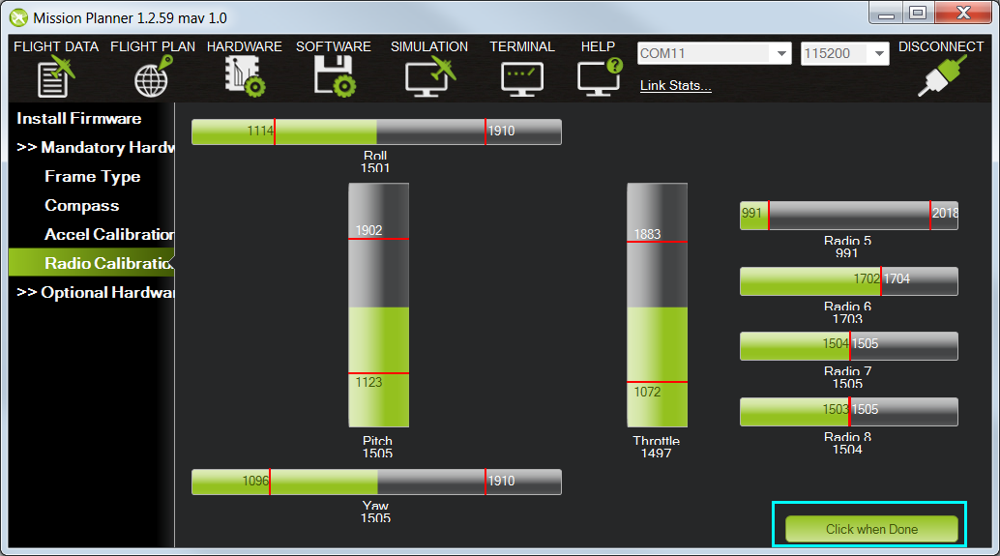 Mission Planner 1.2.59 mav 1.0
FLIGHT DATA FLIGHT PLAN HARDWARE SOFTWARE SIMULATION TERMINAL HELP COM11 115200 DISCONNECT
Link Stats...
Install Firmware
>> Mandatory Hardw
Frame Type
Compass
Accel Calibration
Radio Calibratio
>> Optional Hardwa
1114 1910
Roll
1501
1902
1123
Pitch
1505
1883
1072
Throttle
1497
991 2018
Radio 5
991
1702 1704
Radio 6
1703
1504 1505
Radio 7
1505
1503 1505
Radio 8
1504
1096 1910
Yaw
1505
Click when Done